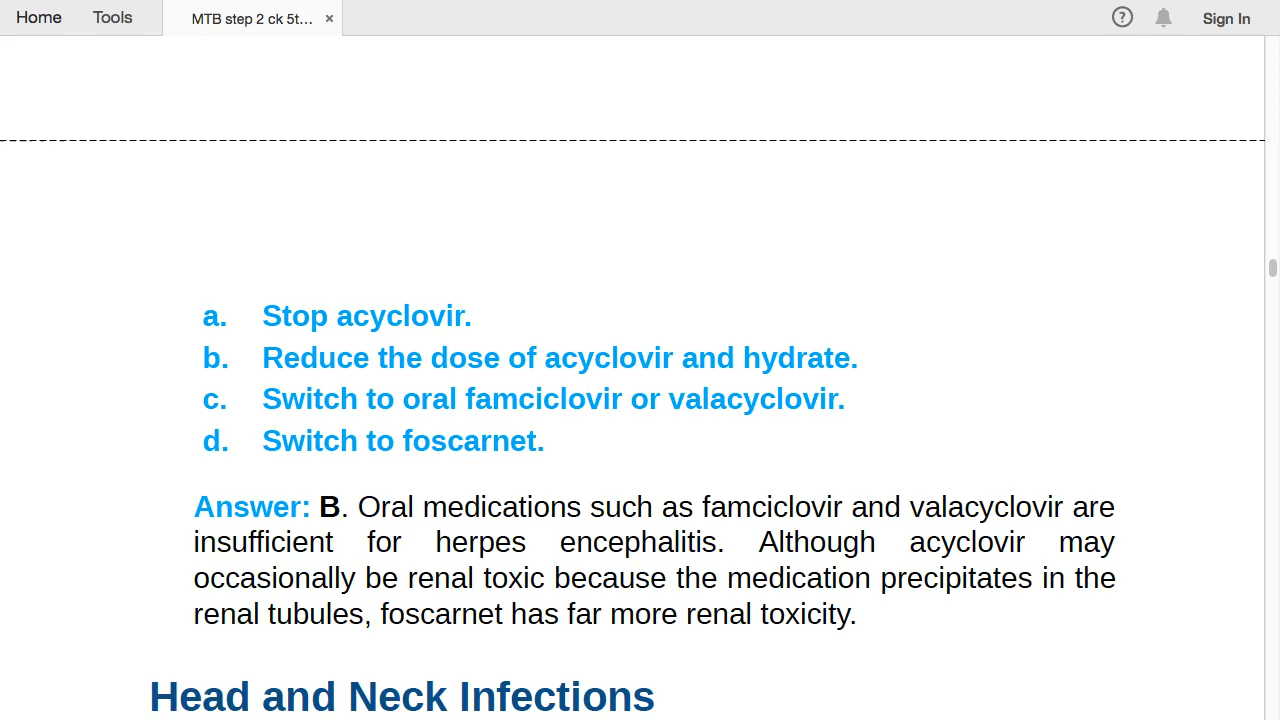 Home Tools MTB step 2 ck 5t... × ? Sign In
a. Stop acyclovir.
b. Reduce the dose of acyclovir and hydrate.
c. Switch to oral famciclovir or valacyclovir.
d. Switch to foscarnet.
Answer: B. Oral medications such as famciclovir and valacyclovir are
insufficient for herpes encephalitis. Although acyclovir may
occasionally be renal toxic because the medication precipitates in the
renal tubules, foscarnet has far more renal toxicity.
Head and Neck Infections